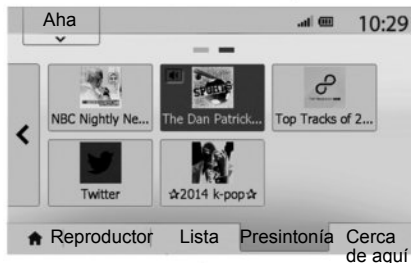 Aha
10:29
SPORTS
NBC Nightly Ne...
The Dan Patrick...
Top Tracks of 2...
Twitter
☆2014 k-pop☆
Reproductor
Lista
Presintonía
Cerca
de aquí